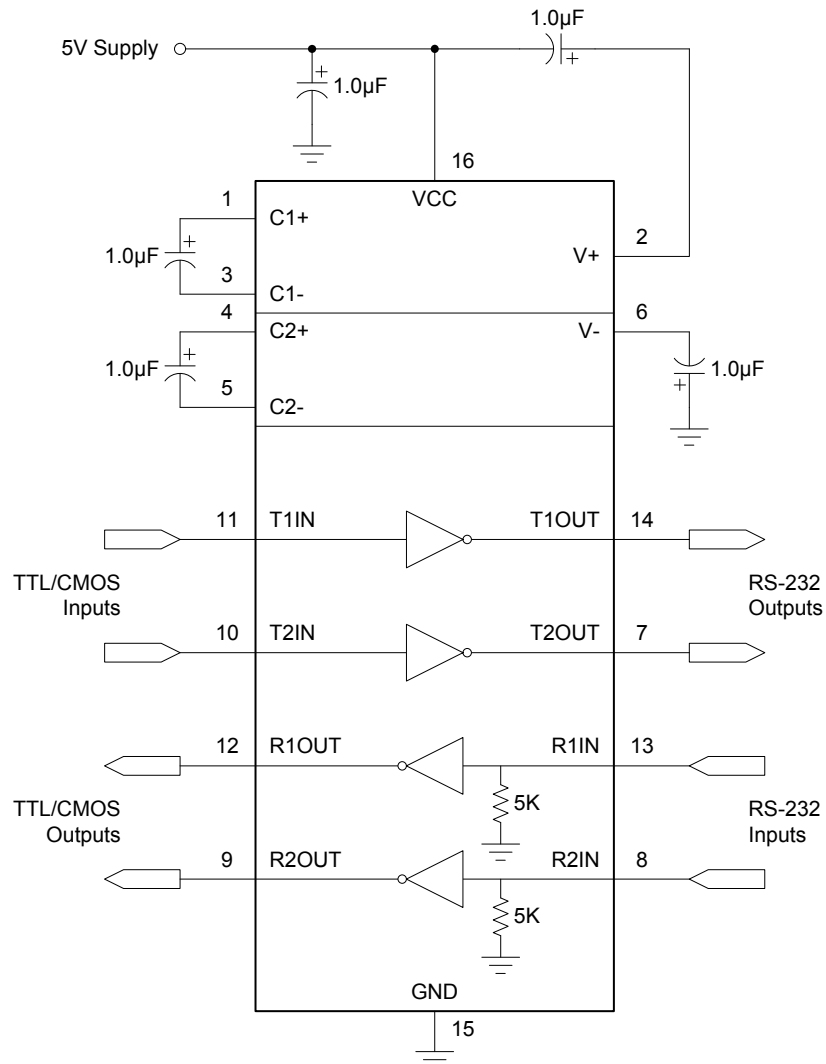 1.0µF
+
5V Supply
+
1.0µF
16
VCC
1
C1+
2
V+
+
1.0µF
3
C1-
4
C2+
6
V-
+
1.0µF
1.0µF
+
5
C2-
11
T1IN
T1OUT
14
TTL/CMOS
Inputs
RS-232
Outputs
10
T2IN
T2OUT
7
12
R1OUT
R1IN
13
5K
TTL/CMOS
Outputs
RS-232
Inputs
9
R2OUT
R2IN
8
5K
GND
15